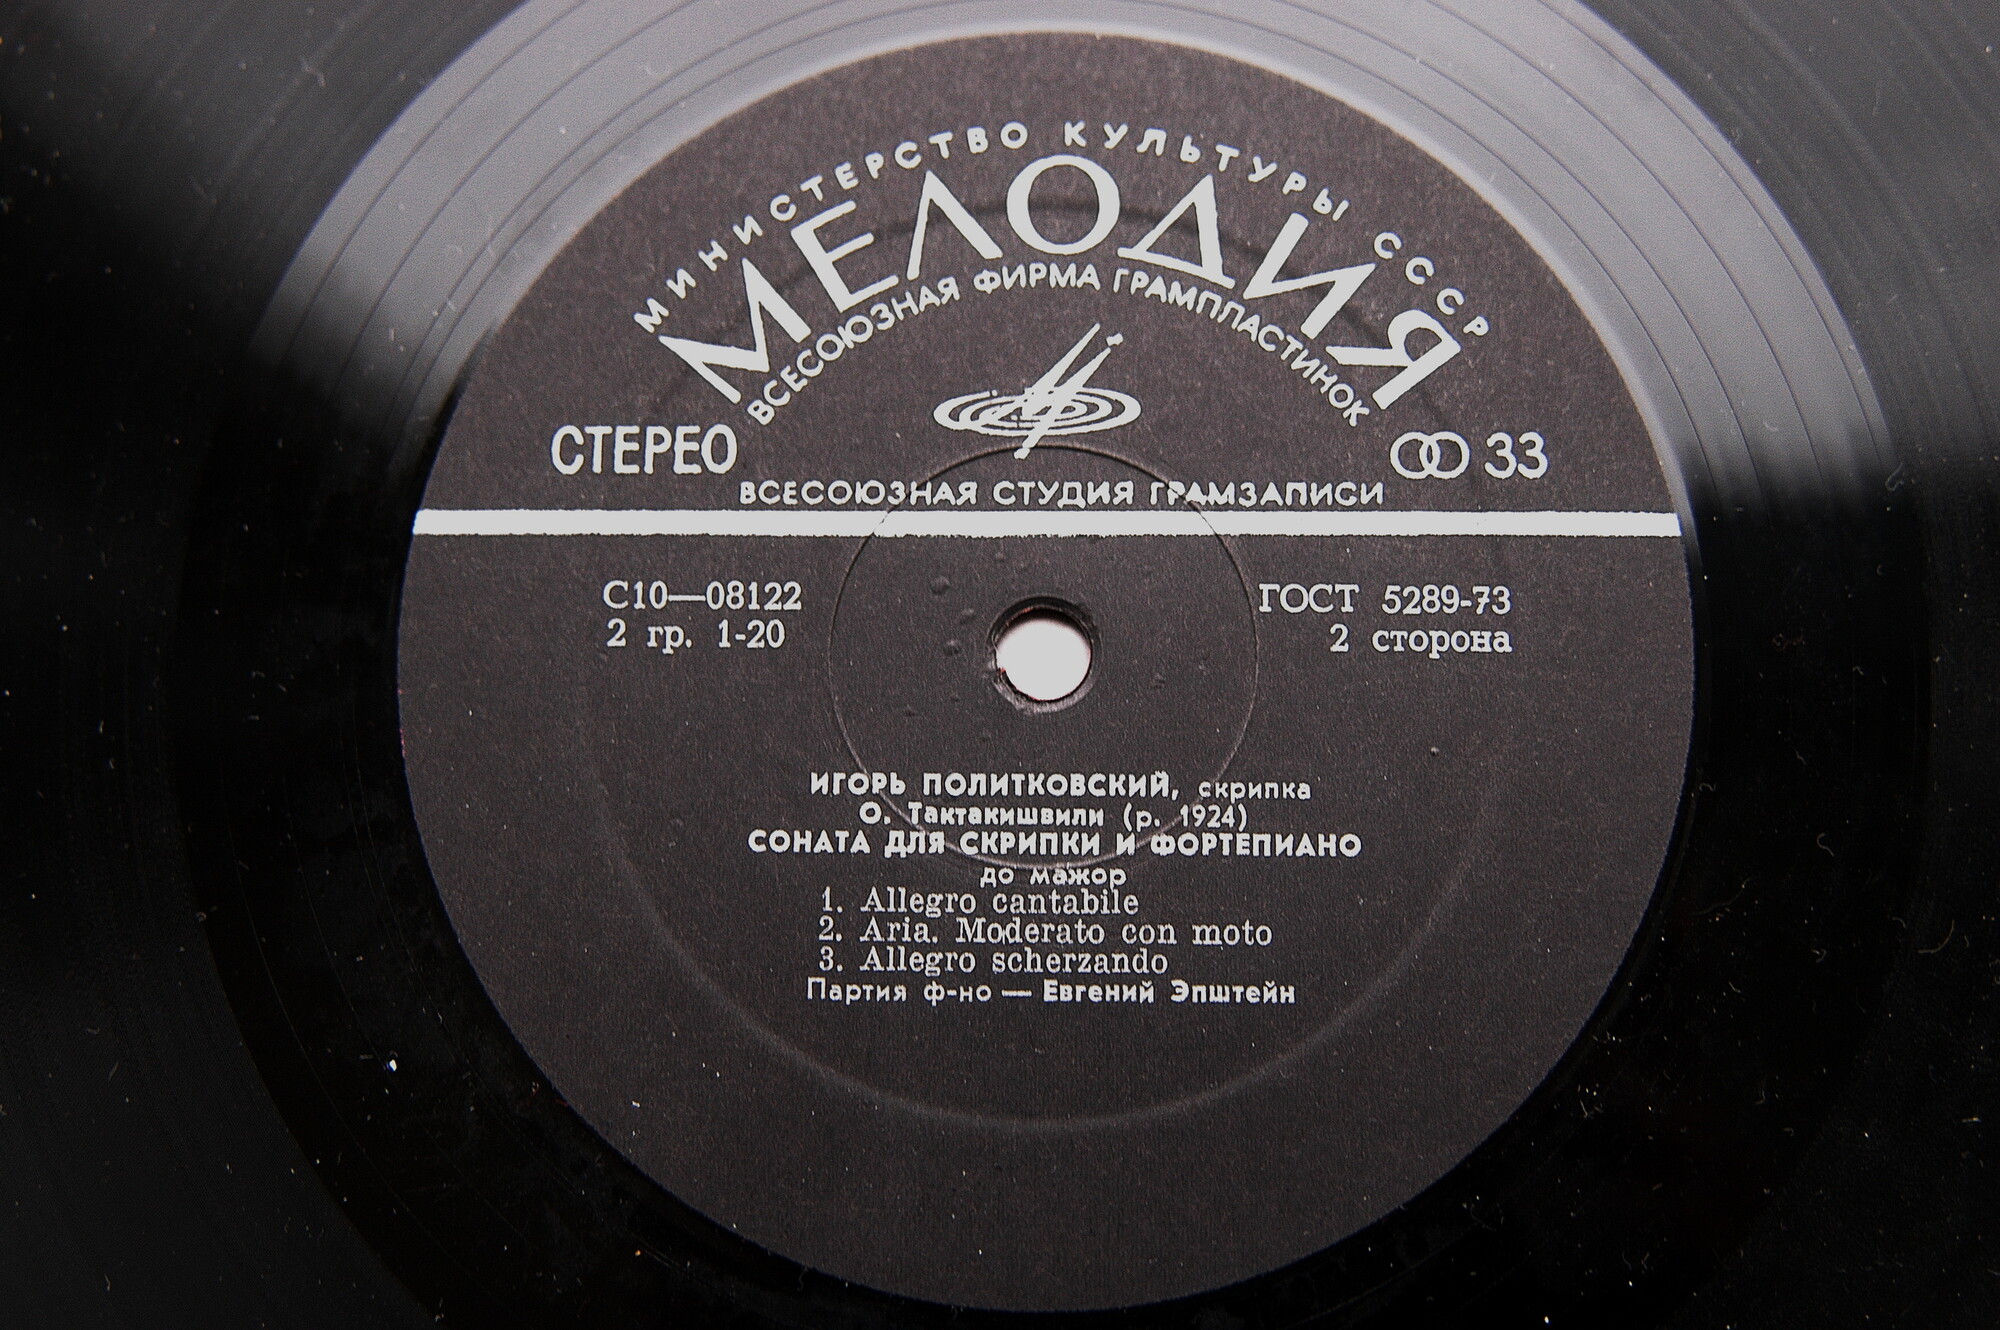 МИНИСТЕРСТВО КУЛЬТУРЫ СССР
МЕЛОДИЯ
ВСЕСОЮЗНАЯ ФИРМА ГРАМПЛАСТИНОК
СТЕРЕО
33
ВСЕСОЮЗНАЯ СТУДИЯ ГРАМЗАПИСИ
С10—08122
ГОСТ 5289-73
2 гр. 1-20
2 сторона
ИГОРЬ ПОЛИТКОВСКИЙ, скрипка
О. Тактакишвили (р. 1924)
СОНАТА ДЛЯ СКРИПКИ И ФОРТЕПИАНО
до мажор
1. Allegro cantabile
2. Aria. Moderato con moto
3. Allegro scherzando
Партия ф-но — Евгений Эпштейн